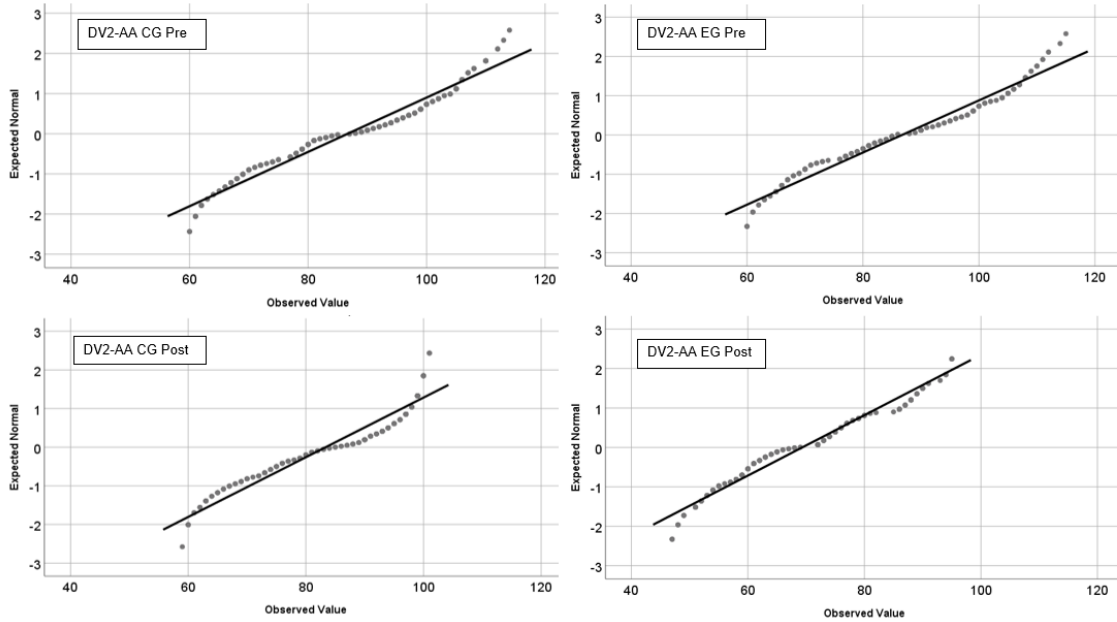 DV2-AA CG Pre
3
2
1
0
-1
-2
-3
Expected Normal
40 60 80 100 120
Observed Value
DV2-AA EG Pre
3
2
1
0
-1
-2
-3
Expected Normal
40 60 80 100 120
Observed Value
DV2-AA CG Post
3
2
1
0
-1
-2
-3
Expected Normal
40 60 80 100 120
Observed Value
DV2-AA EG Post
3
2
1
0
-1
-2
-3
Expected Normal
40 60 80 100 120
Observed Value